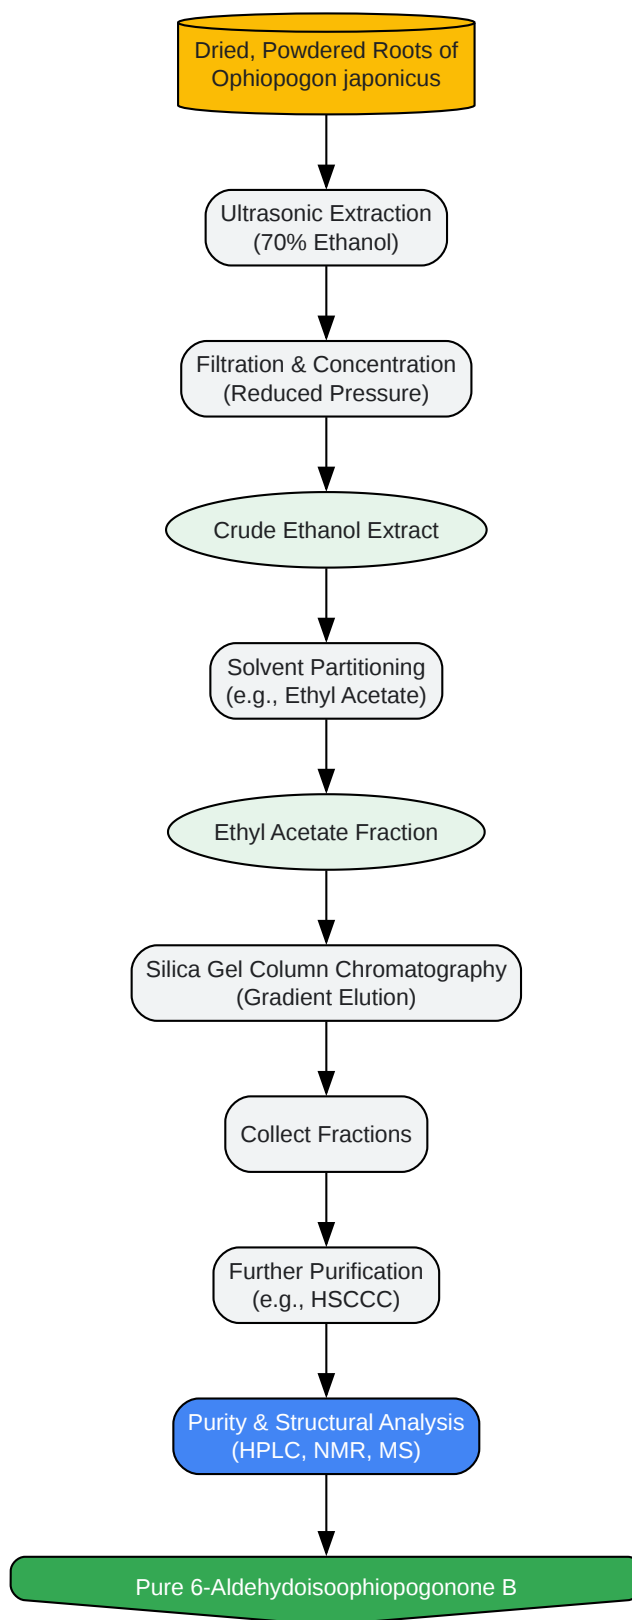 Dried, Powdered Roots of
Ophiopogon japonicus
Ultrasonic Extraction
(70% Ethanol)
Filtration & Concentration
(Reduced Pressure)
Crude Ethanol Extract
Solvent Partitioning
(e.g., Ethyl Acetate)
Ethyl Acetate Fraction
Silica Gel Column Chromatography
(Gradient Elution)
Collect Fractions
Further Purification
(e.g., HSCCC)
Purity & Structural Analysis
(HPLC, NMR, MS)
Pure 6-Aldehydoisoophiopogonone B